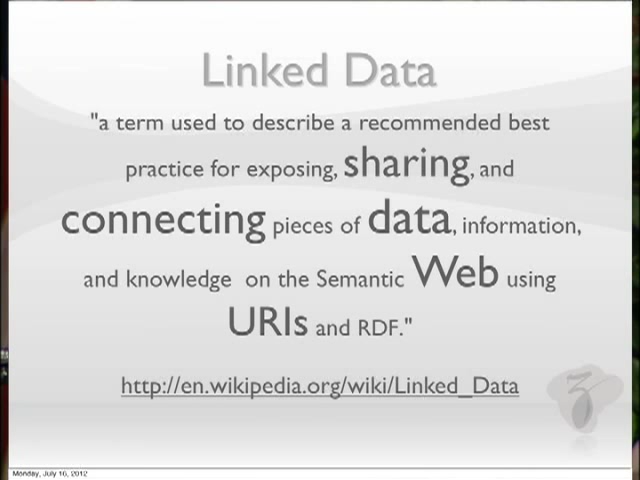 Linked Data
"a term used to describe a recommended best
practice for exposing, sharing, and
connecting pieces of data, information,
and knowledge on the Semantic Web using
URIs and RDF."
http://en.wikipedia.org/wiki/Linked_Data
3
Monday, July 16, 2012